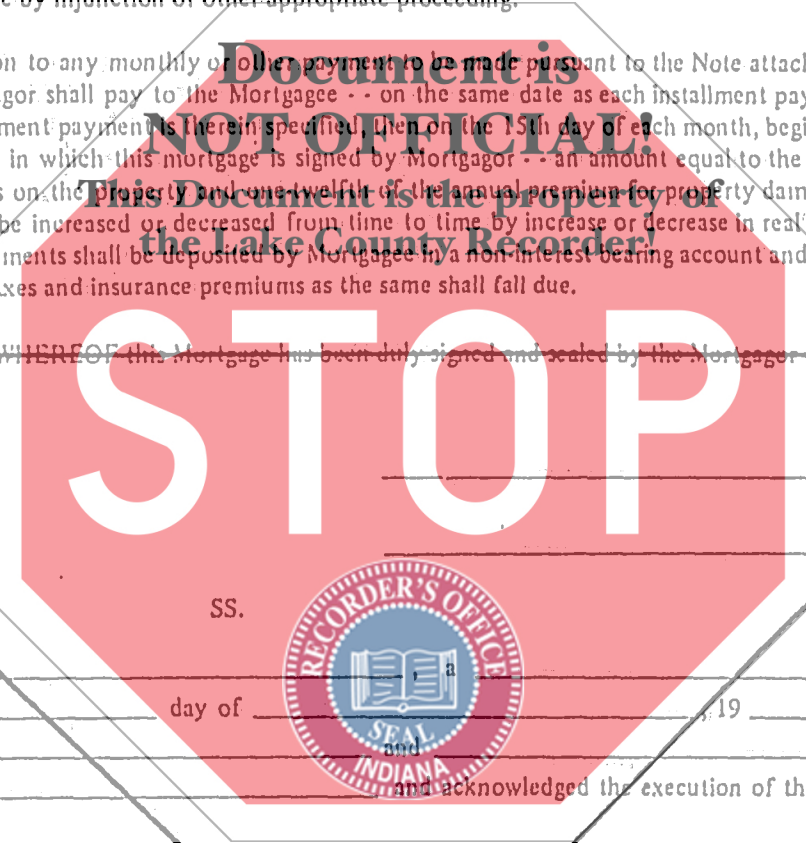 e by injunction or other appropriate proceeding.
Document is
on to any monthly or other payment to be made pursuant to the Note attach
gor shall pay to the Mortgagee - - on the same date as each installment pay
NOT OFFICIAL!
ment payment is therein specified, then on the 15th day of each month, begi
in which this mortgage is signed by Mortgagor - - an amount equal to the
This Document is the property of
s on the property and one-twelfth of the annual premium for property dam
be increased or decreased from time to time by increase or decrease in real
the Lake County Recorder!
ments shall be deposited by Mortgagee in a non-interest bearing account and
xes and insurance premiums as the same shall fall due.
STOP
WHEREOF this Mortgage has been duly signed and sealed by the Mortgagor
SS.
RECORDER'S OFFICE
, a
day of , 19
SEAL
and
INDIANA
and acknowledged the execution of th